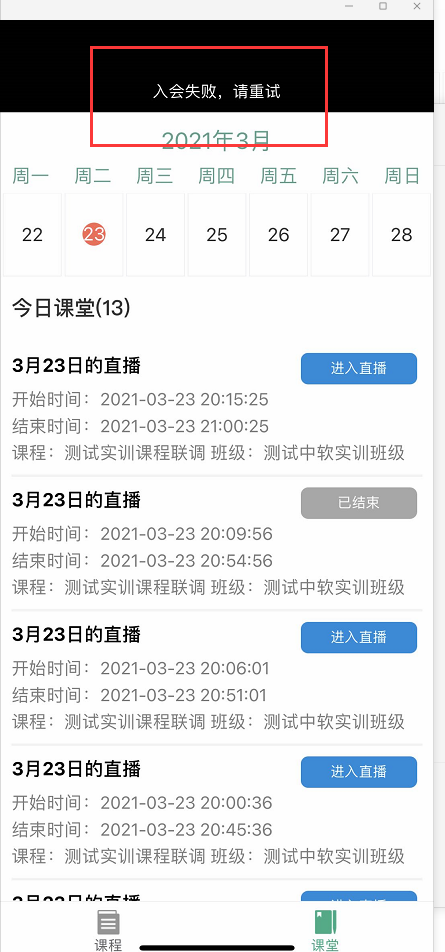 入会失败，请重试
2021年3月
周一 周二 周三 周四 周五 周六 周日
22 23 24 25 26 27 28
今日课堂(13)
3月23日的直播 进入直播
开始时间：2021-03-23 20:15:25
结束时间：2021-03-23 21:00:25
课程：测试实训课程联调 班级：测试中软实训班级
3月23日的直播 已结束
开始时间：2021-03-23 20:09:56
结束时间：2021-03-23 20:54:56
课程：测试实训课程联调 班级：测试中软实训班级
3月23日的直播 进入直播
开始时间：2021-03-23 20:06:01
结束时间：2021-03-23 20:51:01
课程：测试实训课程联调 班级：测试中软实训班级
3月23日的直播 进入直播
开始时间：2021-03-23 20:00:36
结束时间：2021-03-23 20:45:36
课程：测试实训课程联调 班级：测试中软实训班级
3月23日的直播 进入直播
课程 课堂